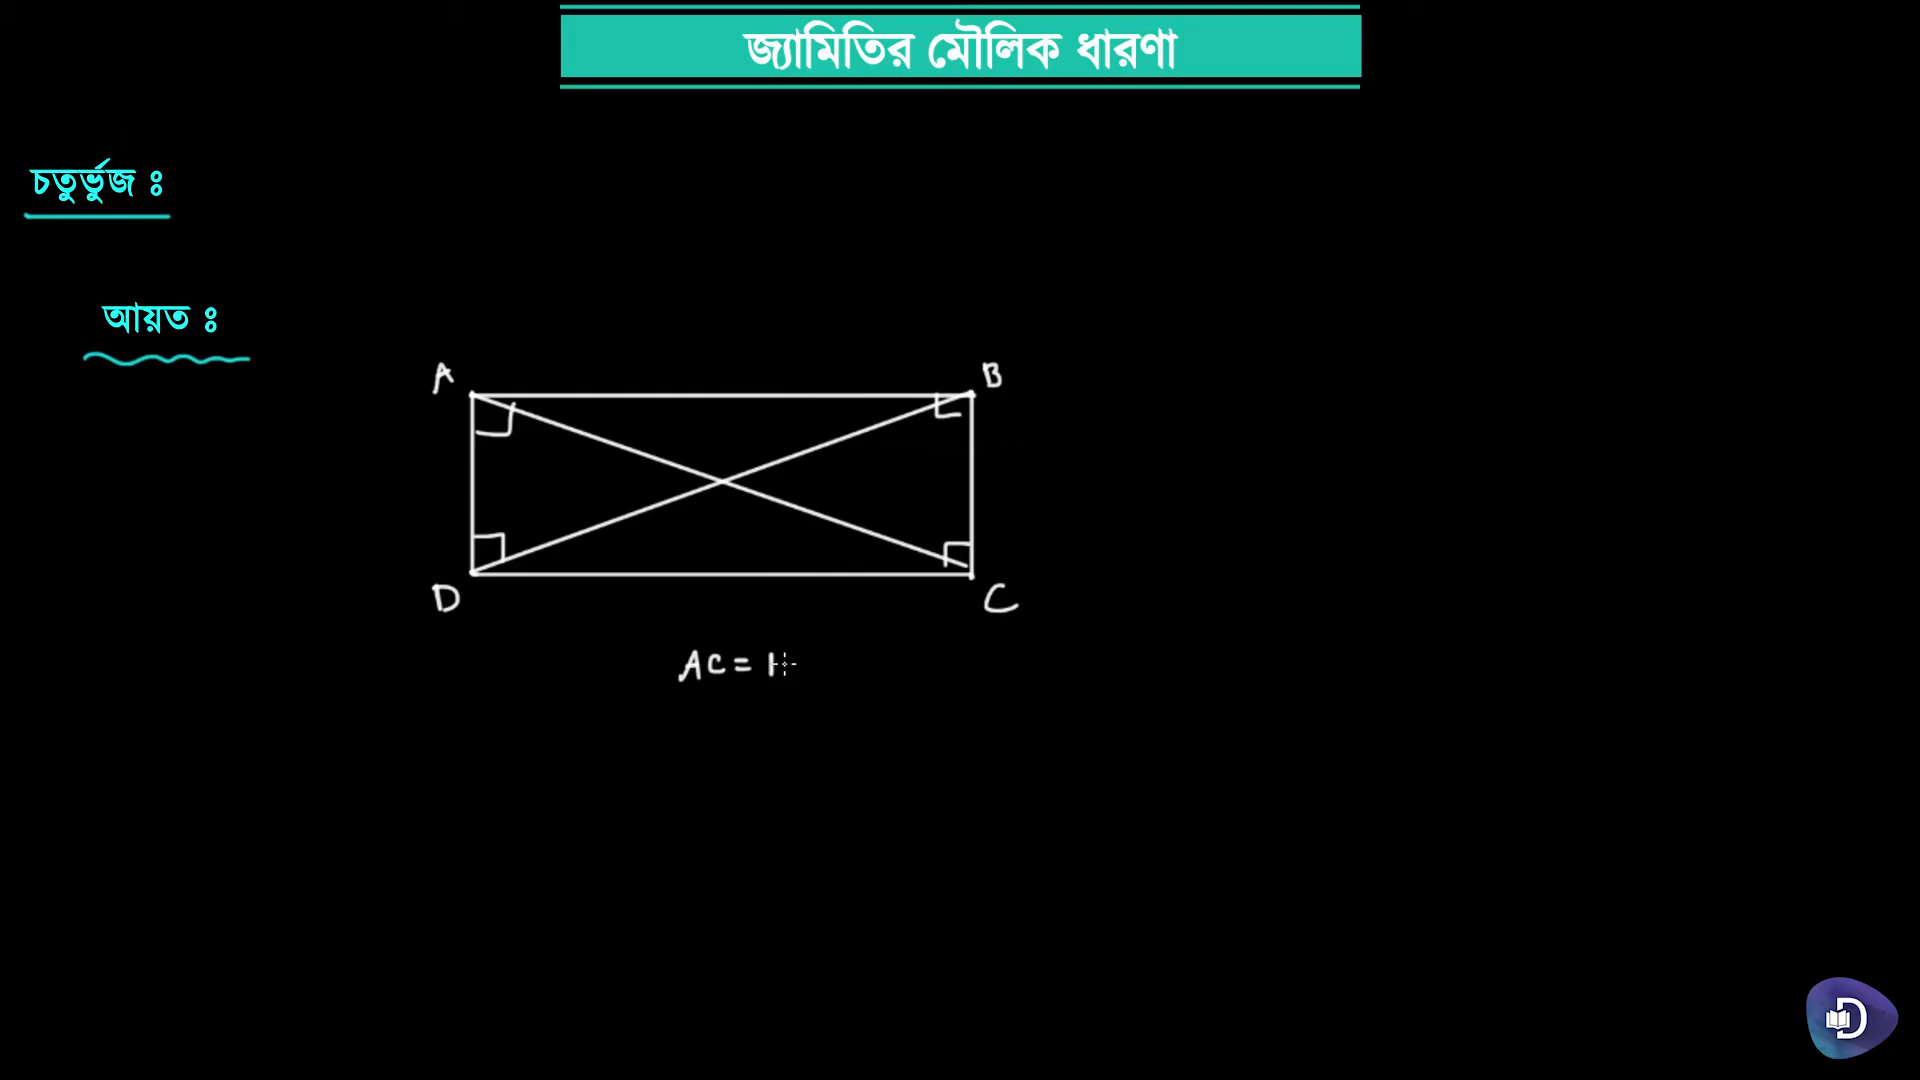 জ্যামিতির মৌলিক ধারণা
চতুর্ভুজ ঃ
আয়ত ঃ
A B
D C
AC =